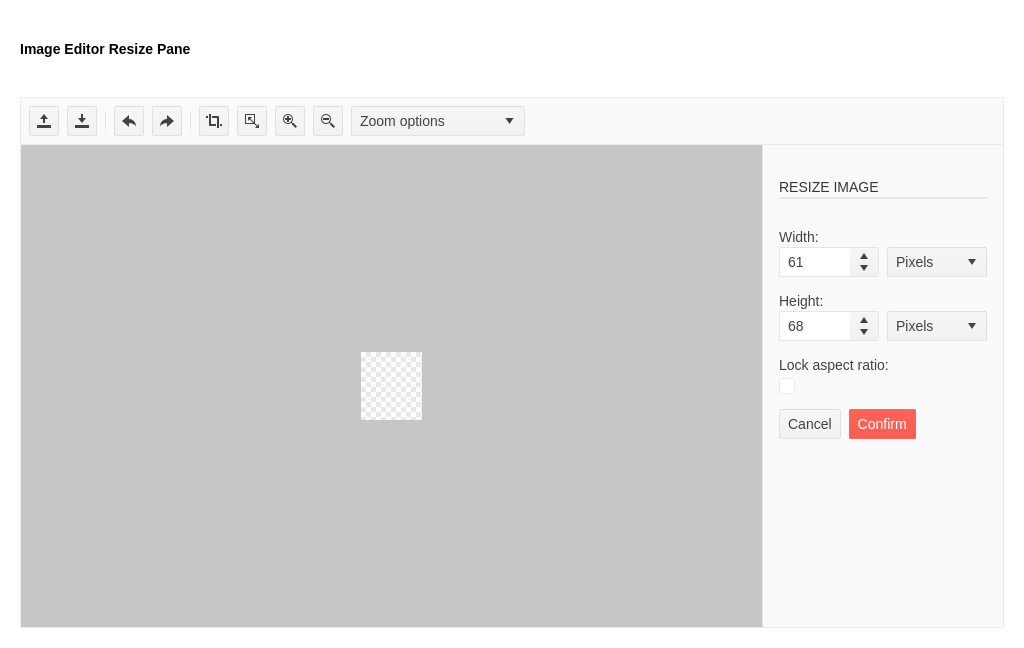 Image Editor Resize Pane
Zoom options
RESIZE IMAGE
Width:
61 Pixels
Height:
68 Pixels
Lock aspect ratio:
Cancel Confirm